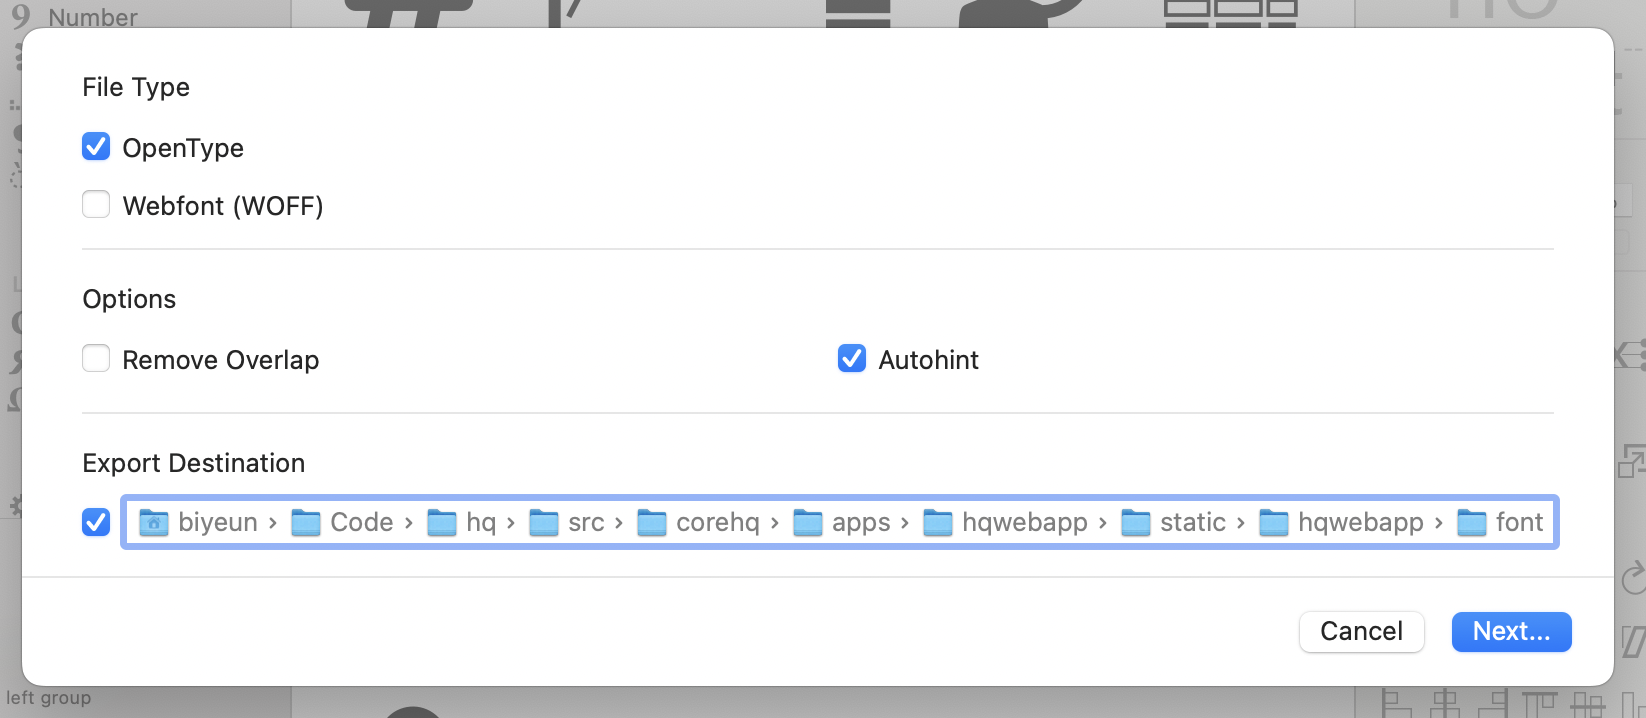 Number
File Type
OpenType
Webfont (WOFF)
Options
Remove Overlap Autohint
Export Destination
biyeun › Code › hq › src › corehq › apps › hqwebapp › static › hqwebapp › font
Cancel Next...
left group